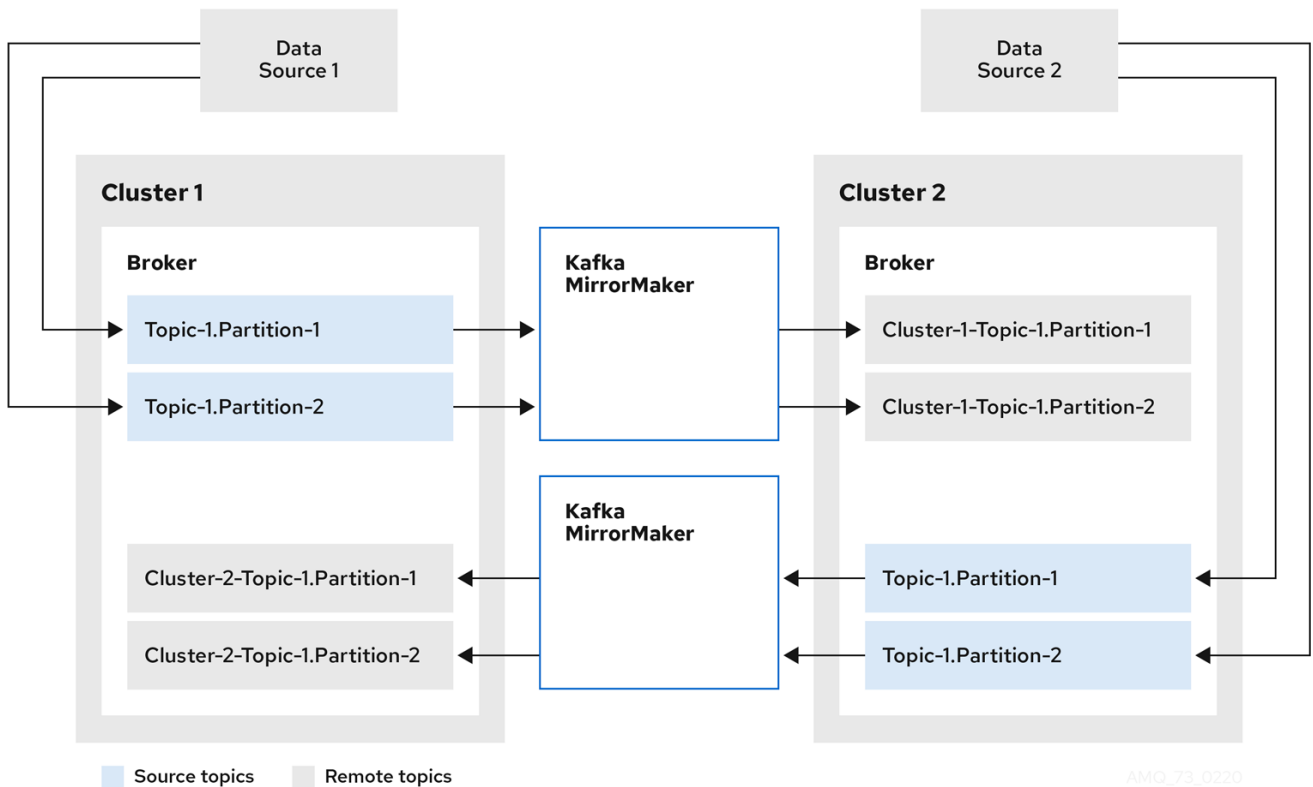 Data
Source 1
Data
Source 2
Cluster 1
Cluster 2
Broker
Kafka
MirrorMaker
Broker
Topic-1.Partition-1
Cluster-1-Topic-1.Partition-1
Topic-1.Partition-2
Cluster-1-Topic-1.Partition-2
Kafka
MirrorMaker
Cluster-2-Topic-1.Partition-1
Topic-1.Partition-1
Cluster-2-Topic-1.Partition-2
Topic-1.Partition-2
Source topics
Remote topics
AMQ_73_0220